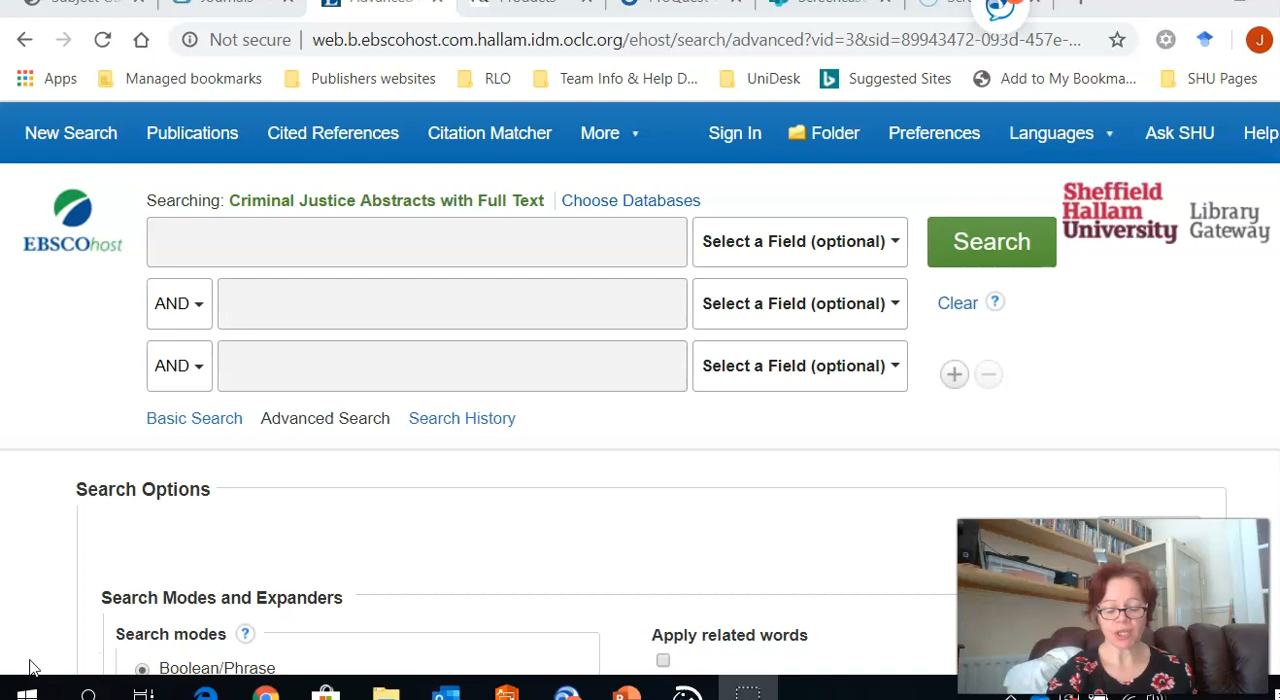 Advanced
Products
ProQuest
Screencast
Not secure | web.b.ebscohost.com.hallam.idm.oclc.org/ehost/search/advanced?vid=3&sid=89943472-093d-457e-...
J
Apps Managed bookmarks Publishers websites RLO Team Info & Help D... UniDesk Suggested Sites Add to My Bookma... SHU Pages
New Search Publications Cited References Citation Matcher More Sign In Folder Preferences Languages Ask SHU Help
Searching: Criminal Justice Abstracts with Full Text Choose Databases
EBSCOhost
Select a Field (optional) Search
Sheffield
Hallam
University
Library
Gateway
AND Select a Field (optional) Clear ?
AND Select a Field (optional)
Basic Search Advanced Search Search History
Search Options
Search Modes and Expanders
Search modes ? Apply related words
Boolean/Phrase